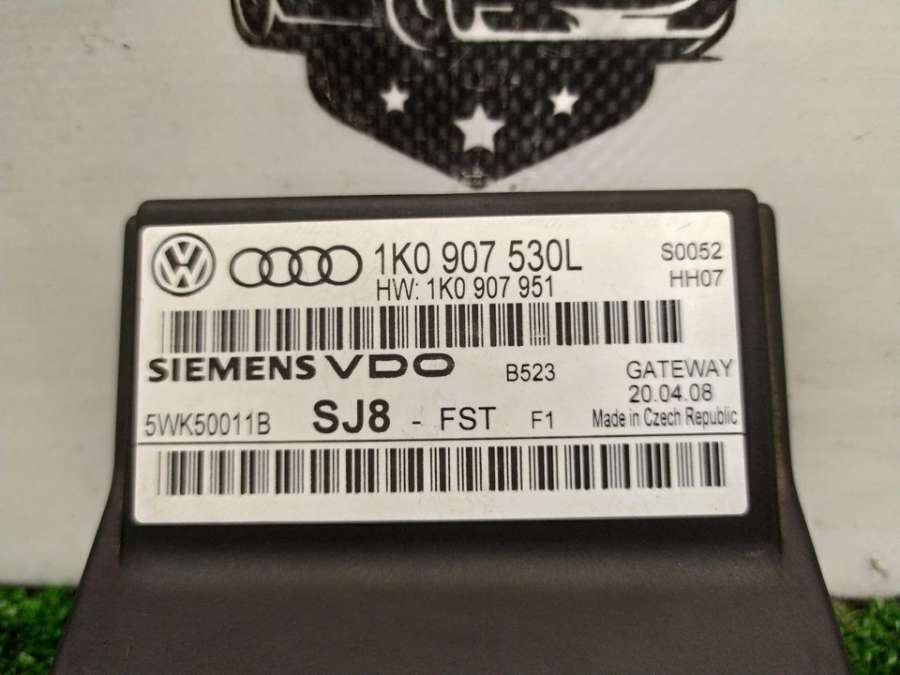 1K0 907 530L S0052
HW: 1K0 907 951 HH07
SIEMENS VDO B523 GATEWAY
20.04.08
5WK50011B SJ8 - FST F1 Made in Czech Republic